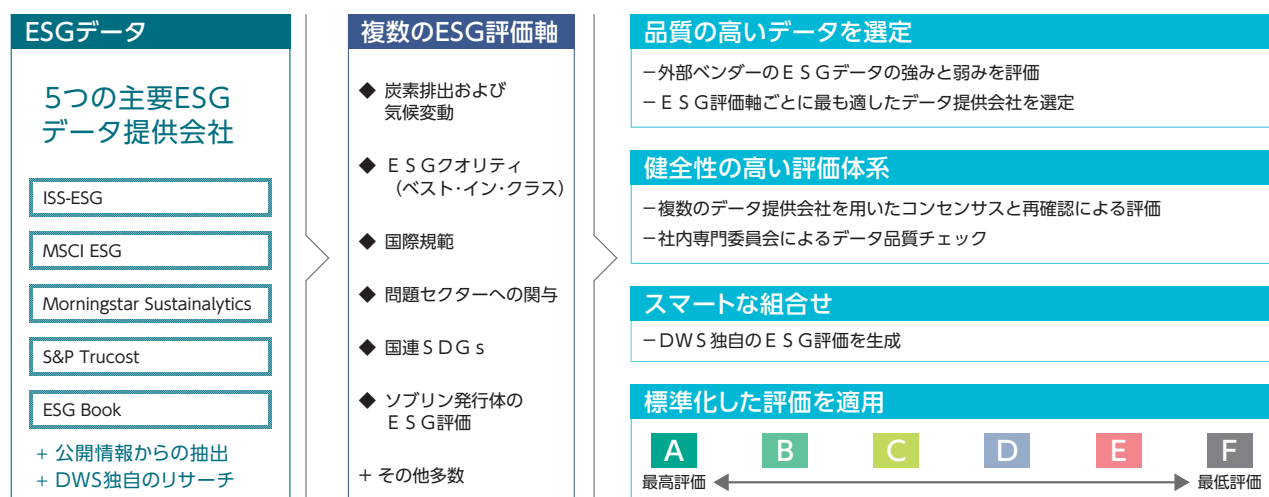 ESGデータ
5つの主要ESG
データ提供会社
ISS-ESG
MSCI ESG
Morningstar Sustainalytics
S&P Trucost
ESG Book
+ 公開情報からの抽出
+ DWS独自のリサーチ
複数のESG評価軸
◆ 炭素排出および
気候変動
◆ ESGクオリティ
(ベスト・イン・クラス)
◆ 国際規範
◆ 問題セクターへの関与
◆ 国連SDGs
◆ ソブリン発行体の
ESG評価
+ その他多数
品質の高いデータを選定
－外部ベンダーのESGデータの強みと弱みを評価
－ESG評価軸ごとに最も適したデータ提供会社を選定
健全性の高い評価体系
－複数のデータ提供会社を用いたコンセンサスと再確認による評価
－社内専門委員会によるデータ品質チェック
スマートな組合せ
－DWS独自のESG評価を生成
標準化した評価を適用
A B C D E F
最高評価 最低評価